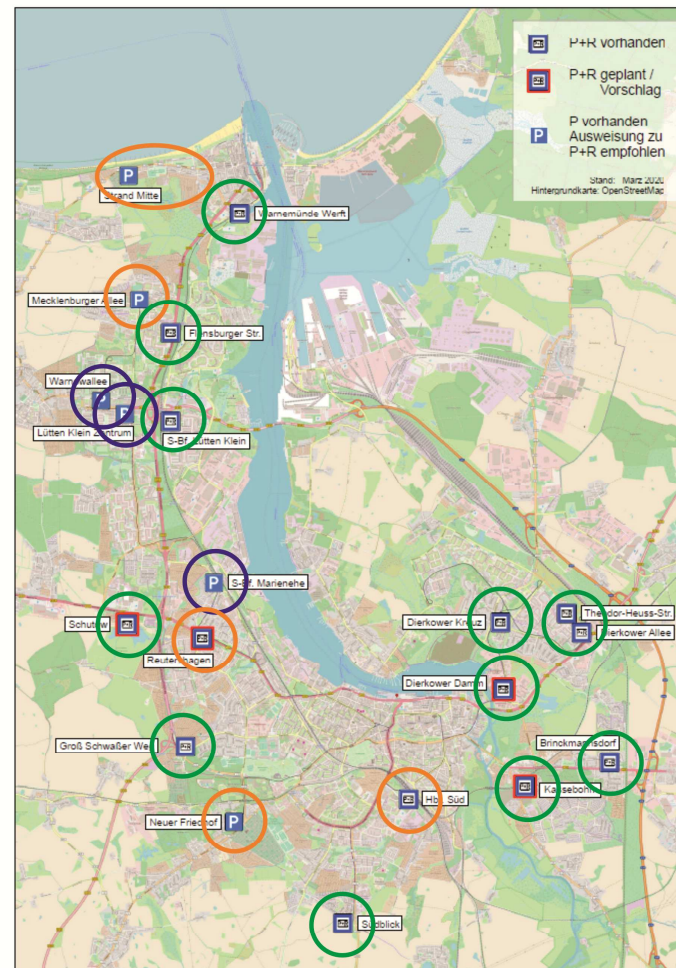 P+R vorhanden
P+R geplant /
Vorschlag
P
P vorhanden
Ausweisung zu
P+R empfohlen
Stand: März 2020
Hintergrundkarte: OpenStreetMap
P
Strand Mitte
Warnemünde Werft
Mecklenburger Allee
P
Flensburger Str.
Warnowallee
P
P
Lütten Klein Zentrum
S-Bf. Lütten Klein
P
S-Bf. Marienehe
Schutow
Reutershagen
Dierkower Kreuz
Theodor-Heuss-Str.
Dierkower Allee
Dierkower Damm
Groß Schwaßer Weg
Brinckmannsdorf
Kassebohm
Hbf. Süd
Neuer Friedhof
P
Südblick